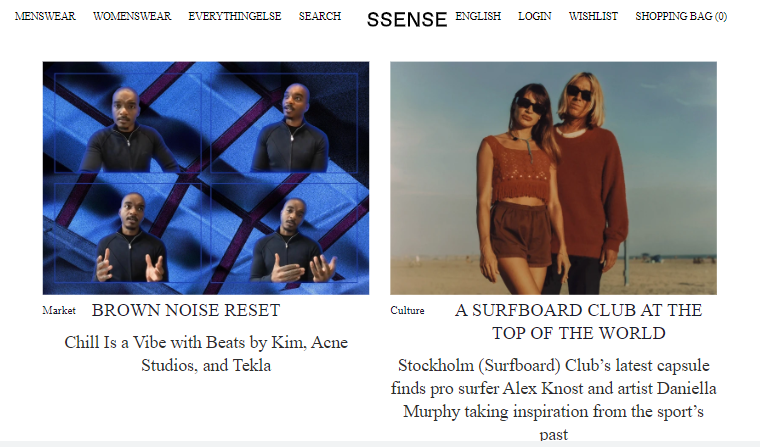 MENSWEAR WOMENSWEAR EVERYTHINGELSE SEARCH SSENSE ENGLISH LOGIN WISHLIST SHOPPING BAG (0)
Market BROWN NOISE RESET
Chill Is a Vibe with Beats by Kim, Acne
Studios, and Tekla
Culture A SURFBOARD CLUB AT THE
TOP OF THE WORLD
Stockholm (Surfboard) Club’s latest capsule
finds pro surfer Alex Knost and artist Daniella
Murphy taking inspiration from the sport’s
past